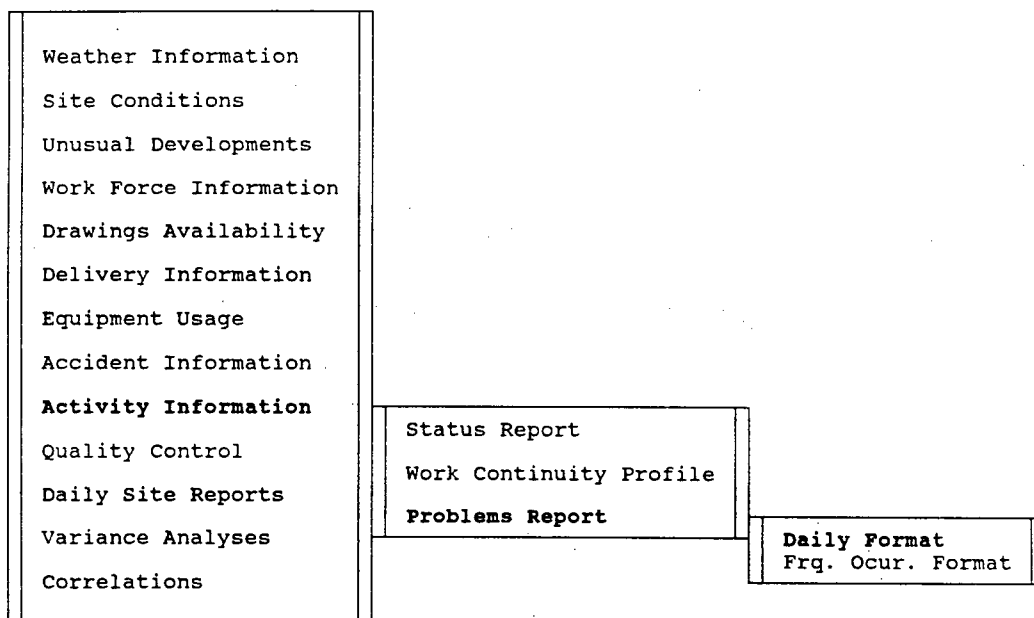 Weather Information
Site Conditions
Unusual Developments
Work Force Information
Drawings Availability
Delivery Information
Equipment Usage
Accident Information
Activity Information
Quality Control
Daily Site Reports
Variance Analyses
Correlations
Status Report
Work Continuity Profile
Problems Report
Daily Format
Frq. Ocur. Format